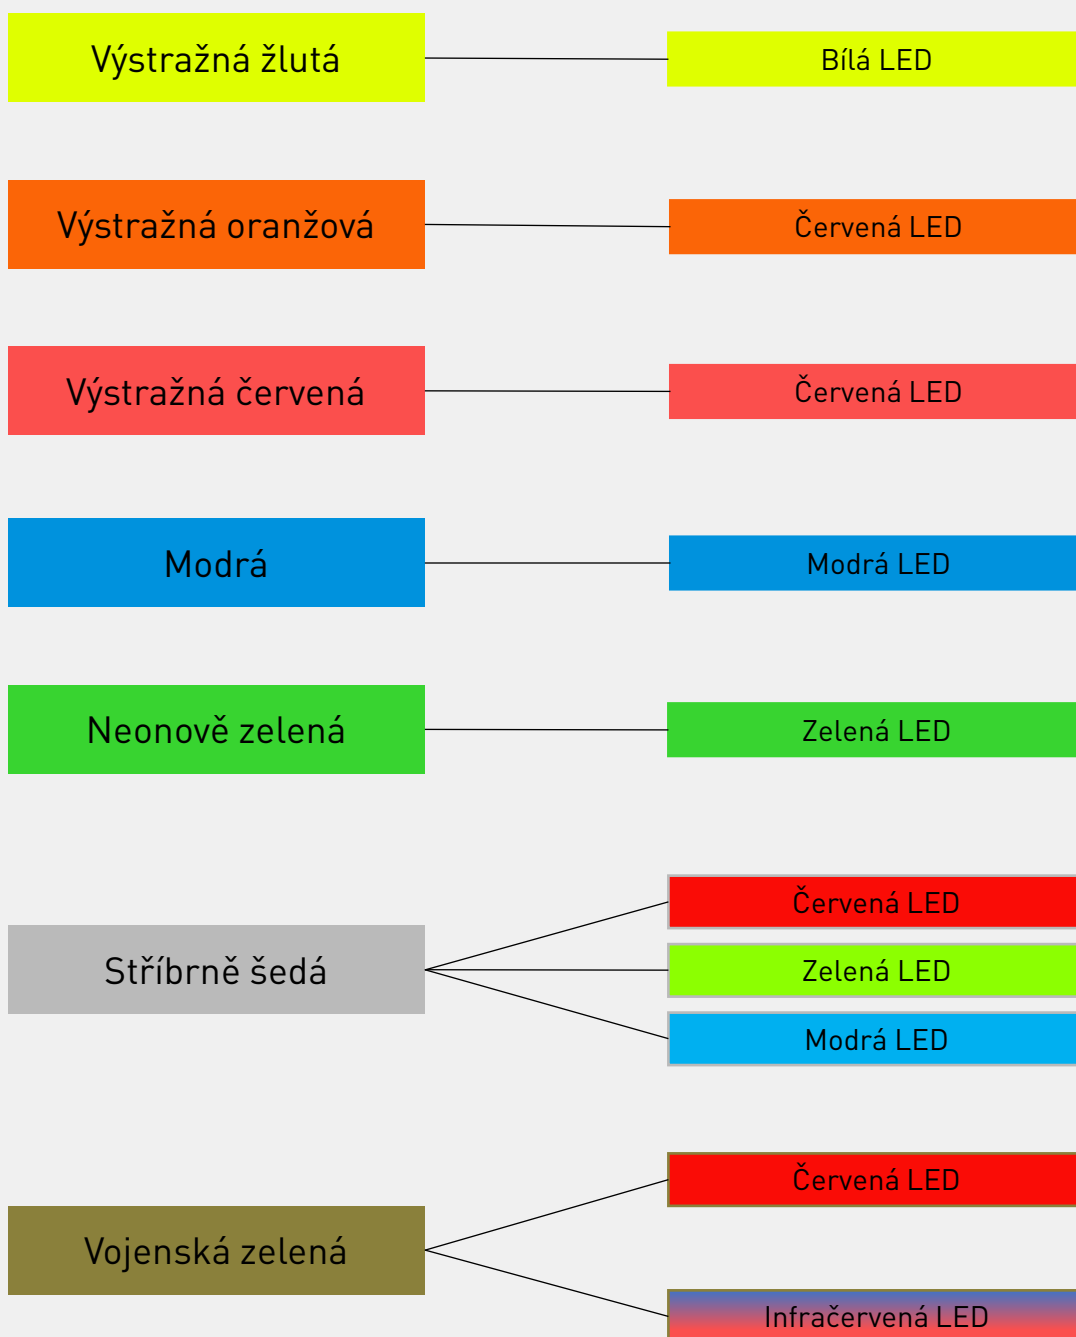 Výstražná žlutá
Bílá LED
Výstražná oranžová
Červená LED
Výstražná červená
Červená LED
Modrá
Modrá LED
Neonově zelená
Zelená LED
Stříbrně šedá
Červená LED
Zelená LED
Modrá LED
Vojenská zelená
Červená LED
Infračervená LED